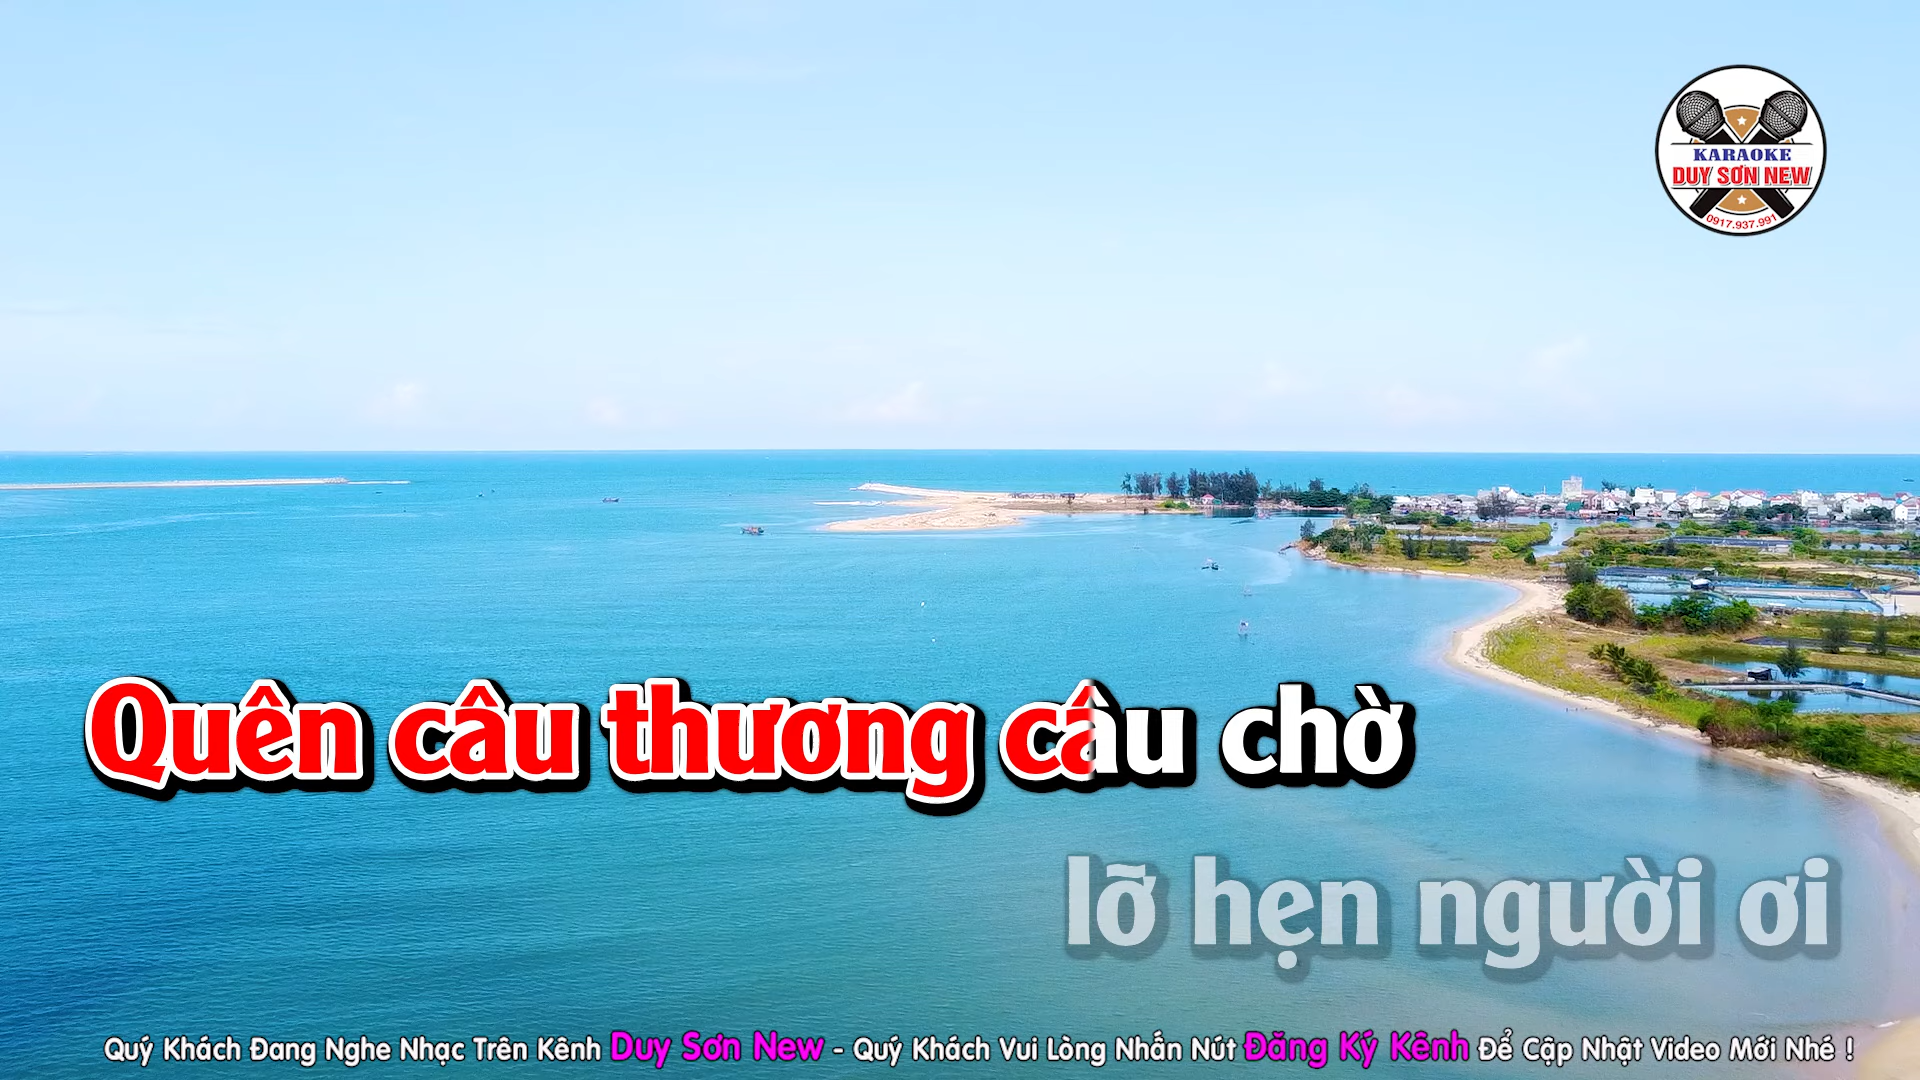 KARAOKE
DUY SƠN NEW
0917.937.991
Quên câu thương câu chờ
lỡ hẹn người ơi
Quý Khách Đang Nghe Nhạc Trên Kênh Duy Sơn New - Quý Khách Vui Lòng Nhấn Nút Đăng Ký Kênh Để Cập Nhật Video Mới Nhé !